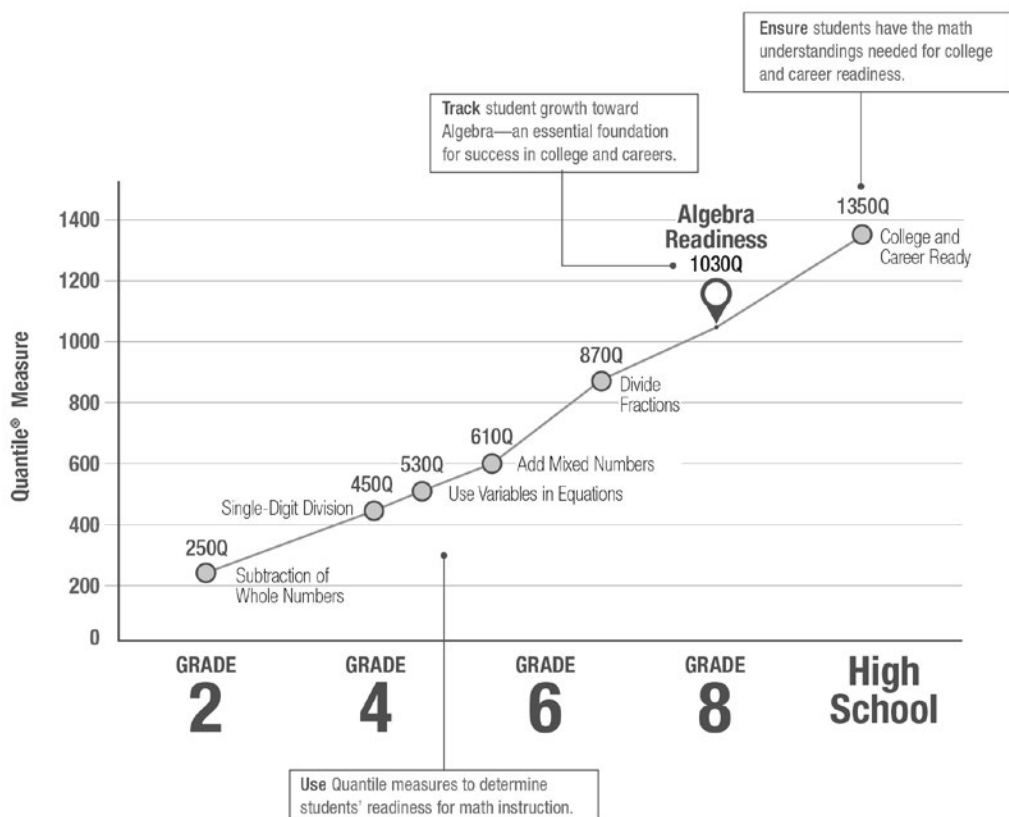 Ensure students have the math
understandings needed for college
and career readiness.
Track student growth toward
Algebra—an essential foundation
for success in college and careers.
Quantile® Measure
1400
1200
1000
800
600
400
200
0
1350Q
College and
Career Ready
Algebra
Readiness
1030Q
870Q
Divide
Fractions
610Q
Add Mixed Numbers
530Q
Use Variables in Equations
450Q
Single-Digit Division
250Q
Subtraction of
Whole Numbers
GRADE
2
GRADE
4
GRADE
6
GRADE
8
High
School
Use Quantile measures to determine
students' readiness for math instruction.